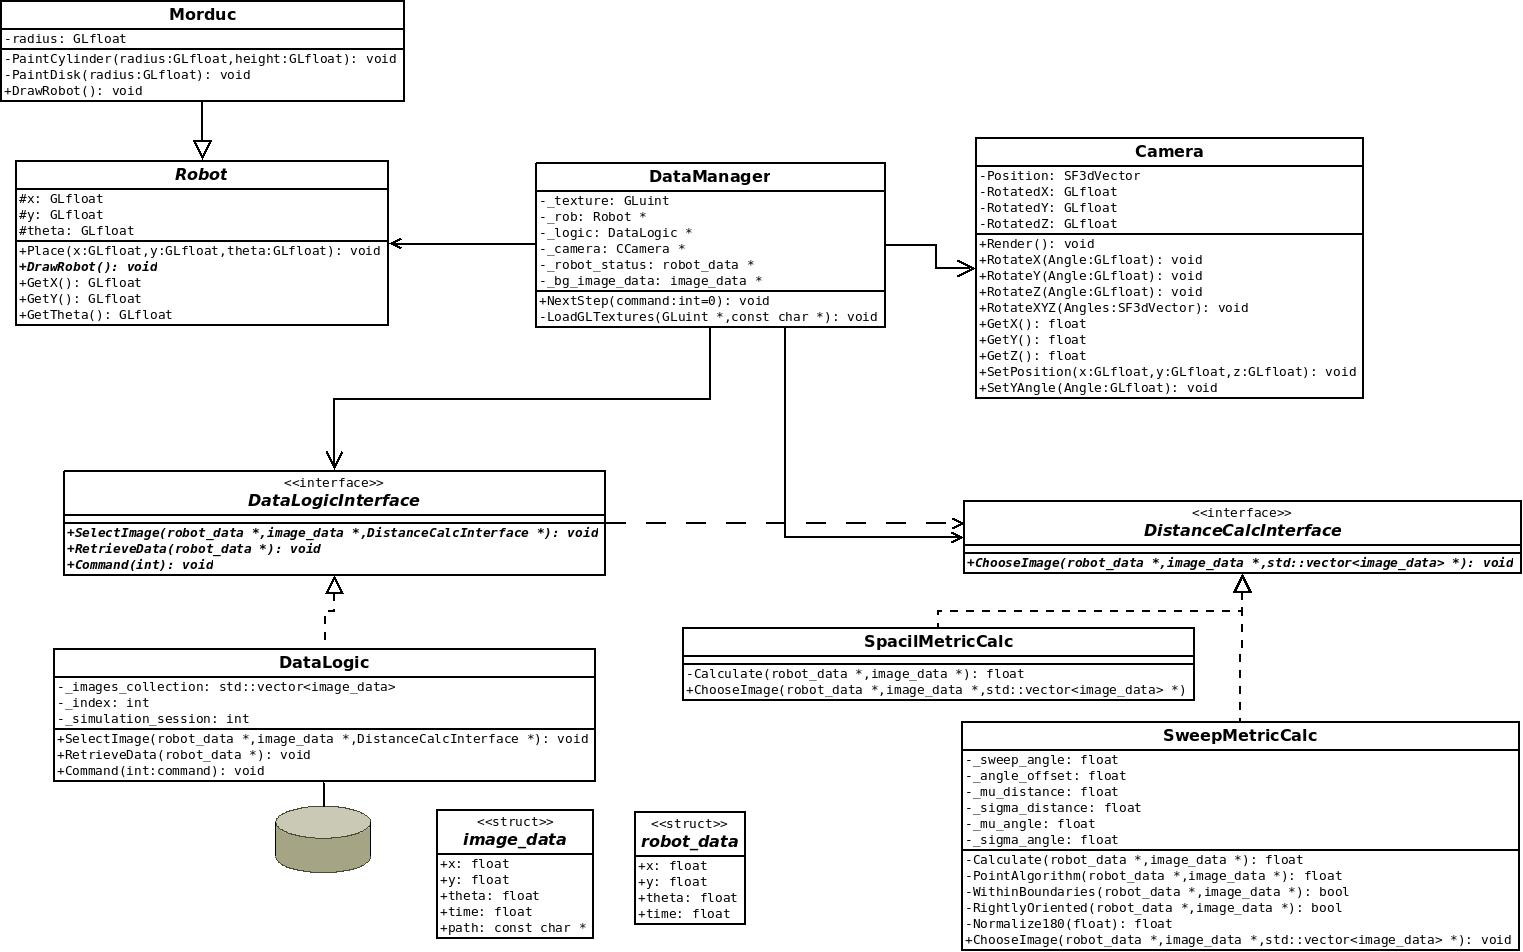 Morduc
-radius: GLfloat
-PaintCylinder(radius:GLfloat,height:GLfloat): void
-PaintDisk(radius:GLfloat): void
+DrawRobot(): void
Robot
#x: GLfloat
#y: GLfloat
#theta: GLfloat
+Place(x:GLfloat,y:GLfloat,theta:GLfloat): void
+DrawRobot(): void
+GetX(): GLfloat
+GetY(): GLfloat
+GetTheta(): GLfloat
DataManager
-_texture: GLuint
-_rob: Robot *
-_logic: DataLogic *
-_camera: CCamera *
-_robot_status: robot_data *
-_bg_image_data: image_data *
+NextStep(command:int=0): void
-LoadGLTextures(GLuint *,const char *): void
Camera
-Position: SF3dVector
-RotatedX: GLfloat
-RotatedY: GLfloat
-RotatedZ: GLfloat
+Render(): void
+RotateX(Angle:GLfloat): void
+RotateX(Angle:GLfloat): void
+RotateZ(Angle:GLfloat): void
+RotateXYZ(Angles:SF3dVector): void
+GetX(): float
+GetY(): float
+GetZ(): float
+SetPosition(x:GLfloat,y:GLfloat,z:GLfloat): void
+SetYAngle(Angle:GLfloat): void
<<interface>>
DataLogicInterface
+SelectImage(robot_data *,image_data *,DistanceCalcInterface *): void
+RetrieveData(robot_data *): void
+Command(int): void
<<interface>>
DistanceCalcInterface
+ChooseImage(robot_data *,image_data *,std::vector<image_data> *): void
DataLogic
-_images_collection: std::vector<image_data>
-_index: int
-_simulation_session: int
+SelectImage(robot_data *,image_data *,DistanceCalcInterface *): void
+RetrieveData(robot_data *): void
+Command(int:command): void
SpacilMetricCalc
-Calculate(robot_data *,image_data *): float
+ChooseImage(robot_data *,image_data *,std::vector<image_data> *)
SweepMetricCalc
-_sweep_angle: float
-_angle_offset: float
-_mu_distance: float
-_sigma_distance: float
-_mu_angle: float
-_sigma_angle: float
-Calculate(robot_data *,image_data *): float
-PointAlgorithm(robot_data *,image_data *): float
-WithinBoundaries(robot_data *,image_data *): bool
-RightlyOriented(robot_data *,image_data *): bool
-Normalize180(float): float
+ChooseImage(robot_data *,image_data *,std::vector<image_data> *): void
<<struct>>
image_data
+x: float
+y: float
+theta: float
+time: float
+path: const char *
<<struct>>
robot_data
+x: float
+y: float
+theta: float
+time: float